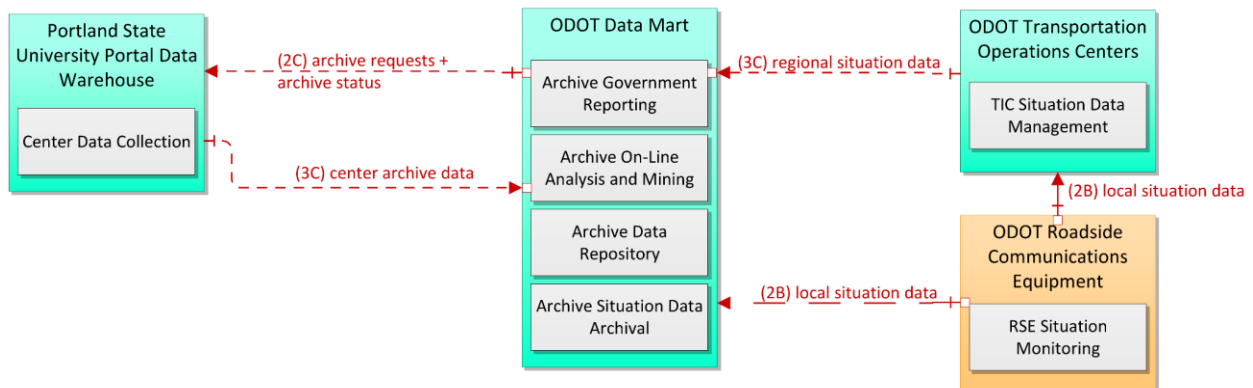 Portland State
University Portal Data
Warehouse
Center Data Collection
(2C) archive requests +
archive status
(3C) center archive data
ODOT Data Mart
Archive Government
Reporting
Archive On-Line
Analysis and Mining
Archive Data
Repository
Archive Situation Data
Archival
(3C) regional situation data
(2B) local situation data
ODOT Transportation
Operations Centers
TIC Situation Data
Management
(2B) local situation data
ODOT Roadside
Communications
Equipment
RSE Situation
Monitoring